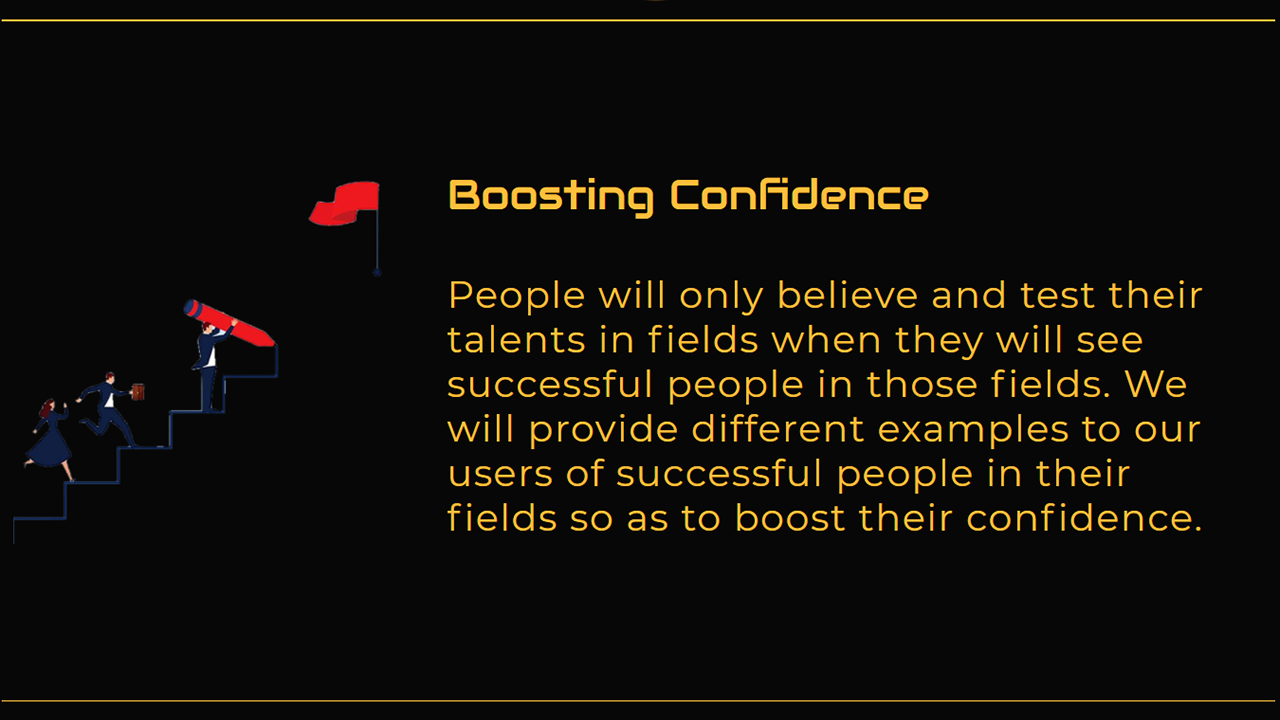 Boosting Confidence
People will only believe and test their
talents in fields when they will see
successful people in those fields. We
will provide different examples to our
users of successful people in their
fields so as to boost their confidence.